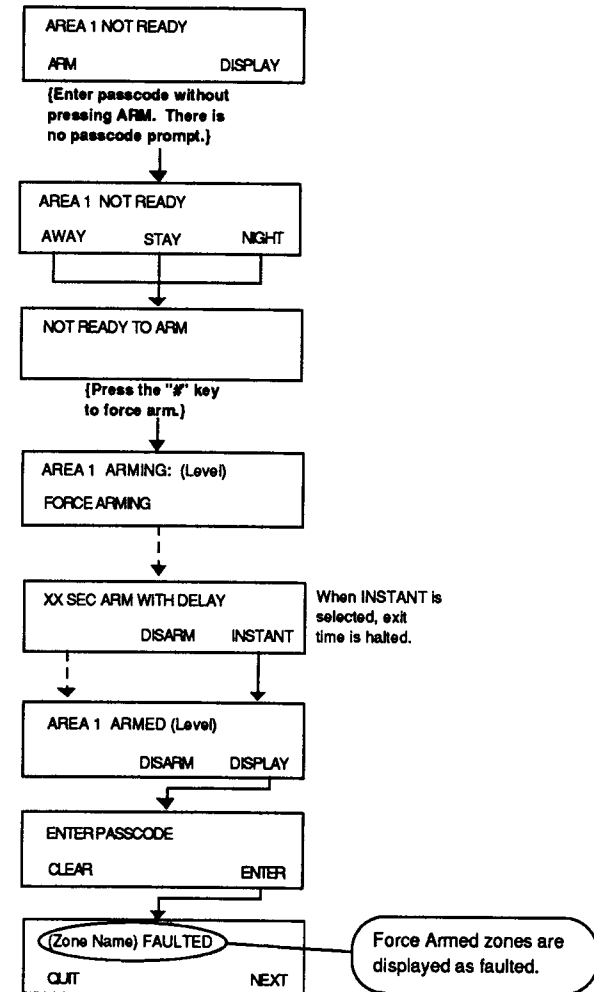 AREA 1 NOT READY
ARM DISPLAY
{Enter passcode without
pressing ARM. There is
no passcode prompt.}
AREA 1 NOT READY
AWAY STAY NIGHT
NOT READY TO ARM
{Press the "#" key
to force arm.}
AREA 1 ARMING: (Level)
FORCE ARMING
XX SEC ARM WITH DELAY
DISARM INSTANT
When INSTANT is
selected, exit
time is halted.
AREA 1 ARMED (Level)
DISARM DISPLAY
ENTER PASSCODE
CLEAR ENTER
(Zone Name) FAULTED
QUIT NEXT
Force Armed zones are
displayed as faulted.